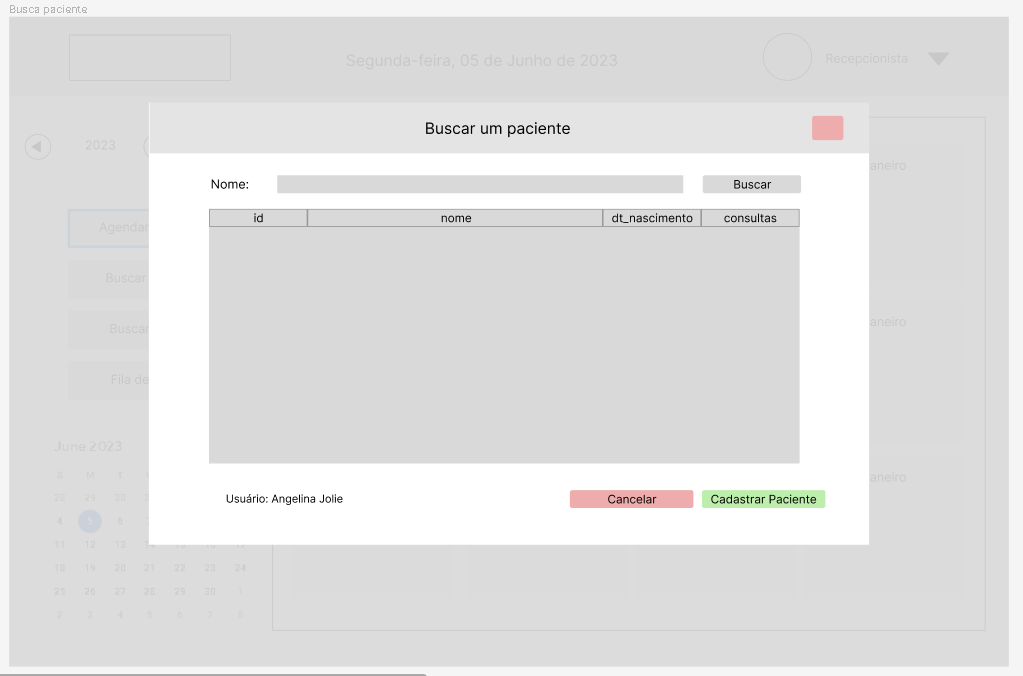 Busca paciente
Segunda-feira, 05 de Junho de 2023
Recepcionista
Buscar um paciente
2023
aneiro
Nome:
Buscar
id nome dt_nascimento consultas
Agendar
Buscar
aneiro
Buscar
Fila de
June 2023
aneiro
S M T
28 29 30
Usuário: Angelina Jolie
Cancelar
Cadastrar Paciente
4 5 6 7
11 12 13 14 15 16 17
18 19 20 21 22 23 24
25 26 27 28 29 30 1
2 3 4 5 6 7 8